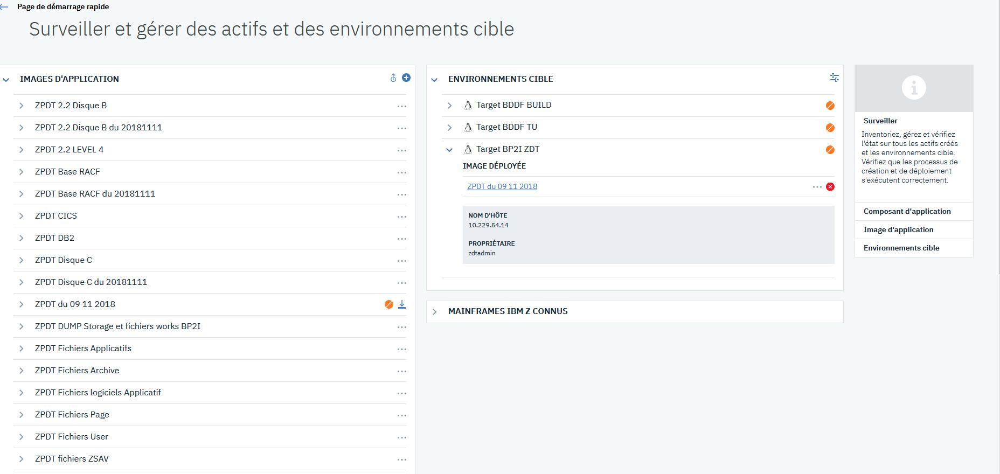 Page de démarrage rapide
Surveiller et gérer des actifs et des environnements cible
IMAGES D'APPLICATION
ZPDT 2.2 Disque B
ZPDT 2.2 Disque B du 20181111
ZPDT 2.2 LEVEL 4
ZPDT Base RACF
ZPDT Base RACF du 20181111
ZPDT CICS
ZPDT DB2
ZPDT Disque C
ZPDT Disque C du 20181111
ZPDT du 09 11 2018
ZPDT DUMP Storage et fichiers works BP2I
ZPDT Fichiers Applicatifs
ZPDT Fichiers Archive
ZPDT Fichiers logiciels Applicatif
ZPDT Fichiers Page
ZPDT Fichiers User
ZPDT fichiers ZSAV
ENVIRONNEMENTS CIBLE
Target BDDF BUILD
Target BDDF TU
Target BP2I ZDT
IMAGE DÉPLOYÉE
ZPDT du 09 11 2018
NOM D'HÔTE
10.229.54.14
PROPRIÉTAIRE
zdtadmin
MAINFRAMES IBM Z CONNUS
Surveiller
Inventoriez, gérez et vérifiez
l'état sur tous les actifs créés
et les environnements cible.
Vérifiez que les processus de
création et de déploiement
s'exécutent correctement.
Composant d'application
Image d'application
Environnements cible